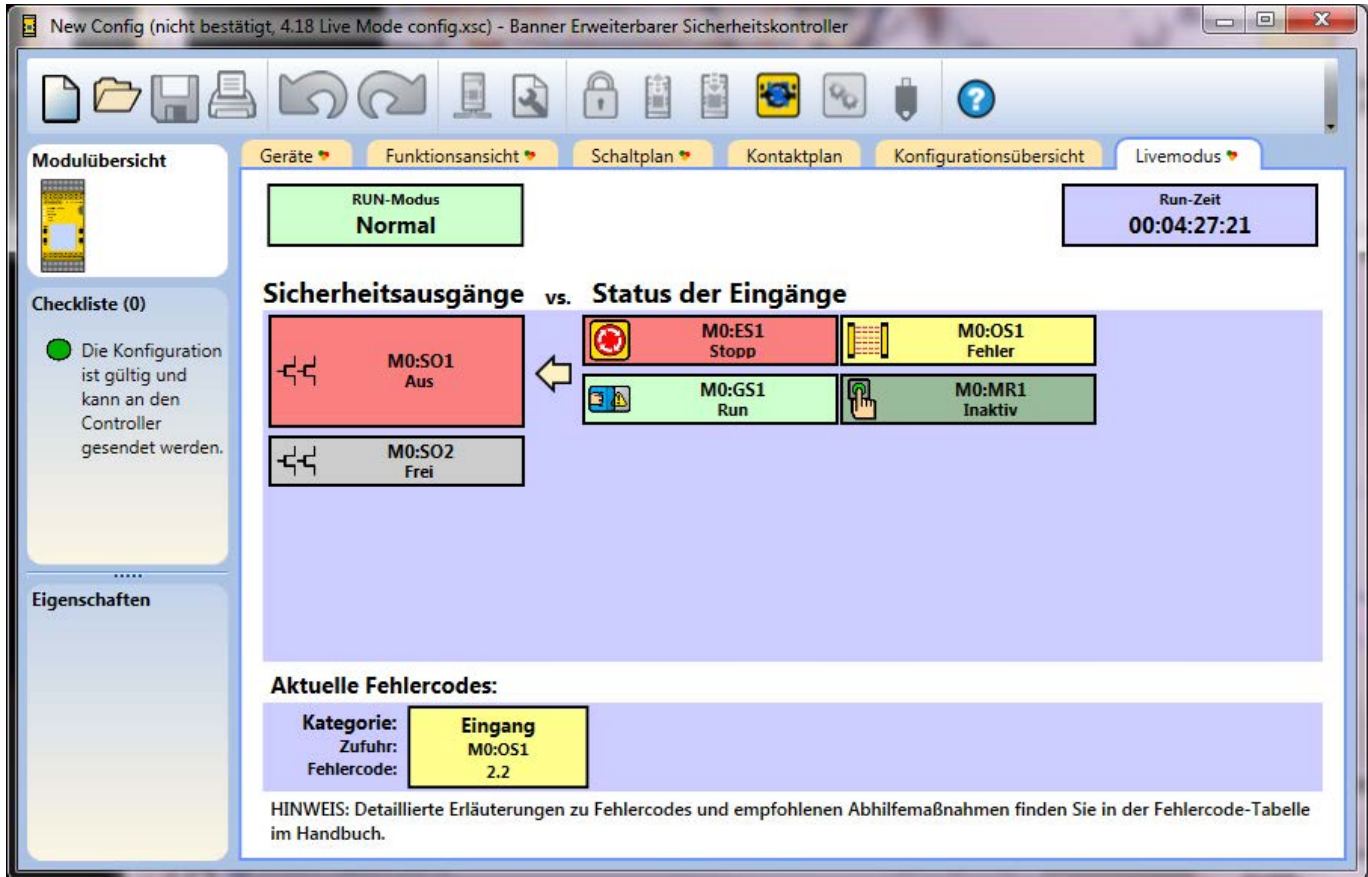 New Config (nicht bestätigt, 4.18 Live Mode config.xsc) - Banner Erweiterbarer Sicherheitskontroller
Modulübersicht
Checkliste (0)
Die Konfiguration
ist gültig und
kann an den
Controller
gesendet werden.
Eigenschaften
Geräte Funktionsansicht Schaltplan Kontaktplan Konfigurationsübersicht Livemodus
RUN-Modus
Normal
Run-Zeit
00:04:27:21
Sicherheitsausgänge vs. Status der Eingänge
M0:SO1
Aus
M0:SO2
Frei
M0:ES1
Stopp
M0:OS1
Fehler
M0:GS1
Run
M0:MR1
Inaktiv
Aktuelle Fehlercodes:
Kategorie: Eingang
Zufuhr: M0:OS1
Fehlercode: 2.2
HINWEIS: Detaillierte Erläuterungen zu Fehlercodes und empfohlenen Abhilfemaßnahmen finden Sie in der Fehlercode-Tabelle
im Handbuch.